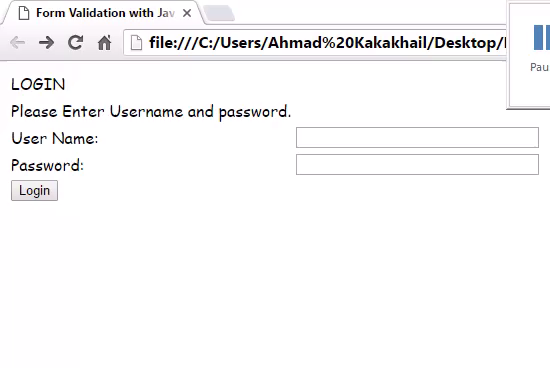 Form Validation with Jav
file:///C:/Users/Ahmad%20Kakakhail/Desktop/
Pau
LOGIN
Please Enter Username and password.
User Name:
Password:
Login